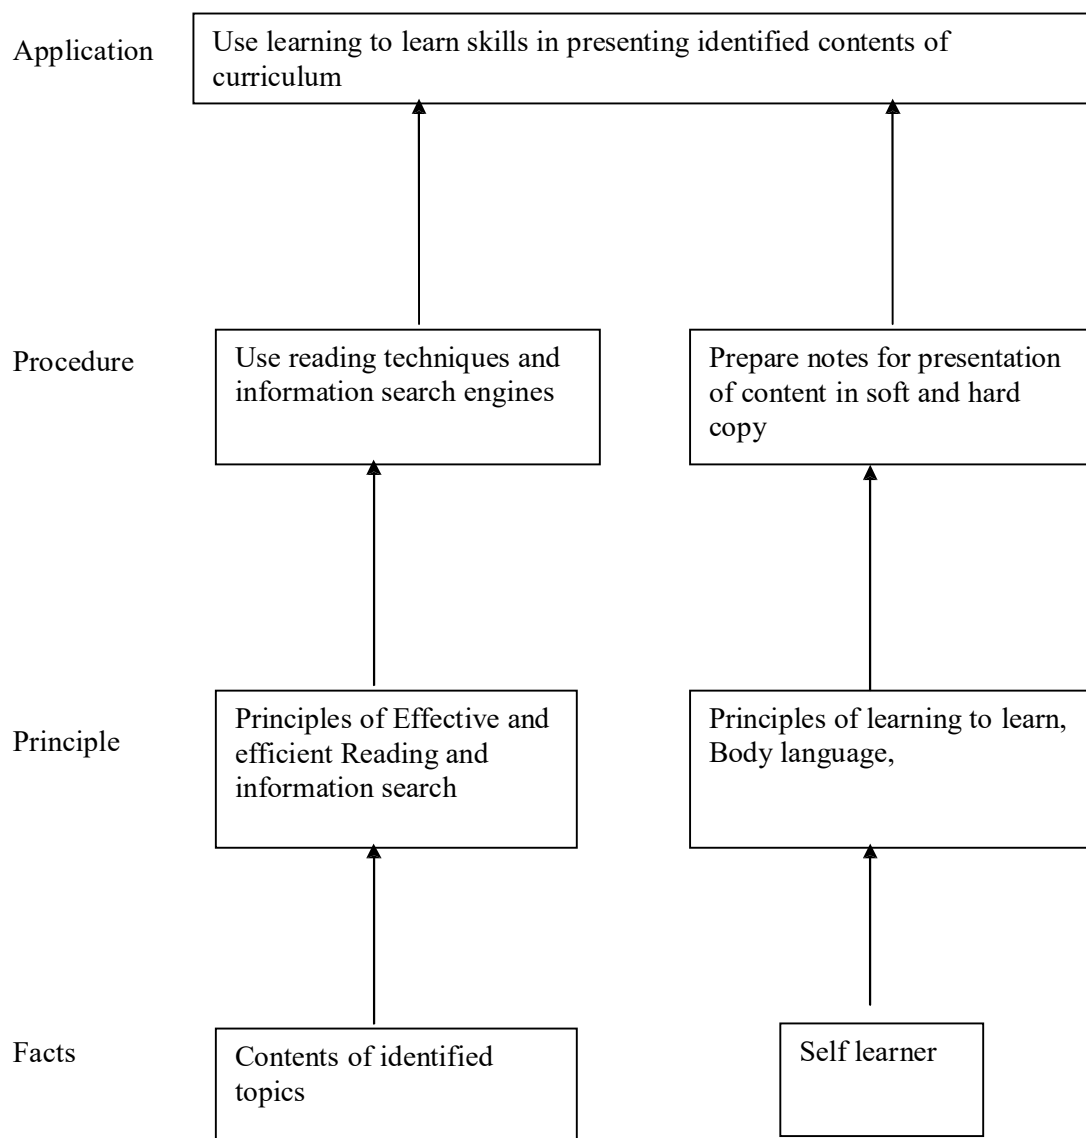 Application
Use learning to learn skills in presenting identified contents of
curriculum
Procedure
Use reading techniques and
information search engines
Prepare notes for presentation
of content in soft and hard
copy
Principle
Principles of Effective and
efficient Reading and
information search
Principles of learning to learn,
Body language,
Facts
Contents of identified
topics
Self learner